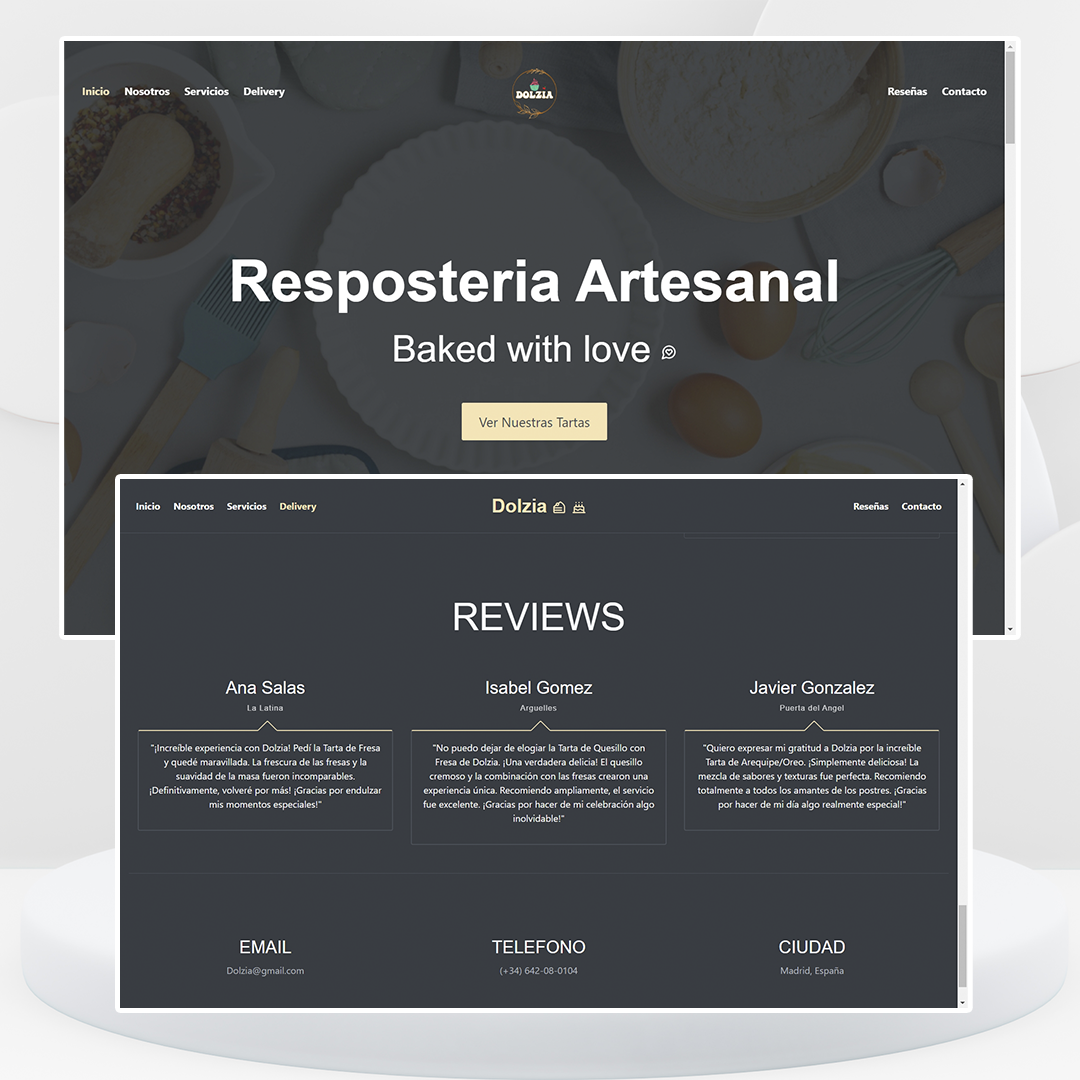 Inicio Nosotros Servicios Delivery
DOLZIA
Reseñas Contacto
Resposteria Artesanal
Baked with love
Ver Nuestras Tartas
Inicio Nosotros Servicios Delivery
Dolzia
Reseñas Contacto
REVIEWS
Ana Salas
La Latina
"¡Increíble experiencia con Dolzia! Pedí la Tarta de Fresa
y quedé maravillada. La frescura de las fresas y la
suavidad de la masa fueron incomparables.
¡Definitivamente, volveré por más! ¡Gracias por endulzar
mis momentos especiales!"
Isabel Gomez
Arguelles
"No puedo dejar de elogiar la Tarta de Quesillo con
Fresa de Dolzia. ¡Una verdadera delicia! El quesillo
cremoso y la combinación con las fresas crearon una
experiencia única. Recomiendo ampliamente, el servicio
fue excelente. ¡Gracias por hacer de mi celebración algo
inolvidable!"
Javier Gonzalez
Puerta del Angel
"Quiero expresar mi gratitud a Dolzia por la increíble
Tarta de Arequipe/Oreo. ¡Simplemente deliciosa! La
mezcla de sabores y texturas fue perfecta. Recomiendo
totalmente a todos los amantes de los postres. ¡Gracias
por hacer de mi día algo realmente especial!"
EMAIL
Dolzia@gmail.com
TELEFONO
(+34) 642-08-0104
CIUDAD
Madrid, España